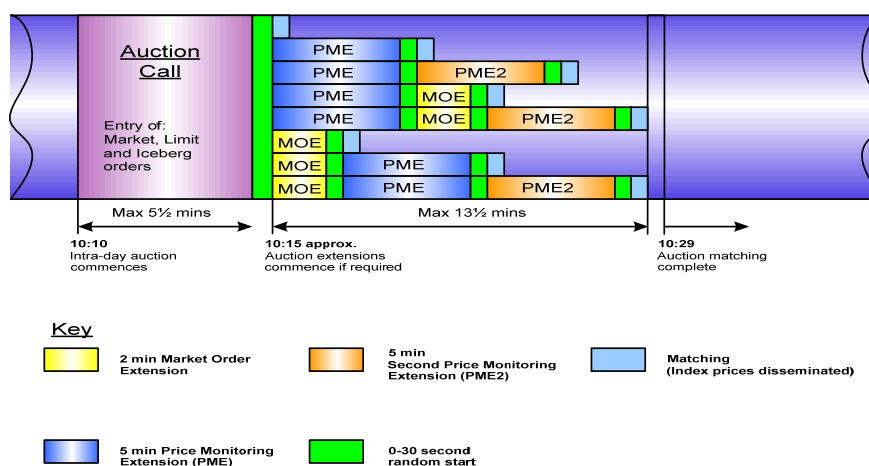 Auction
Call
Entry of:
Market, Limit
and Iceberg
orders
PME
PME
PME2
PME
MOE
PME
MOE
PME2
MOE
MOE
PME
MOE
PME
PME2
Max 5½ mins
Max 13½ mins
10:10
Intra-day auction
commences
10:15 approx.
Auction extensions
commence if required
10:29
Auction matching
complete
Key
2 min Market Order
Extension
5 min
Second Price Monitoring
Extension (PME2)
Matching
(Index prices disseminated)
5 min Price Monitoring
Extension (PME)
0-30 second
random start